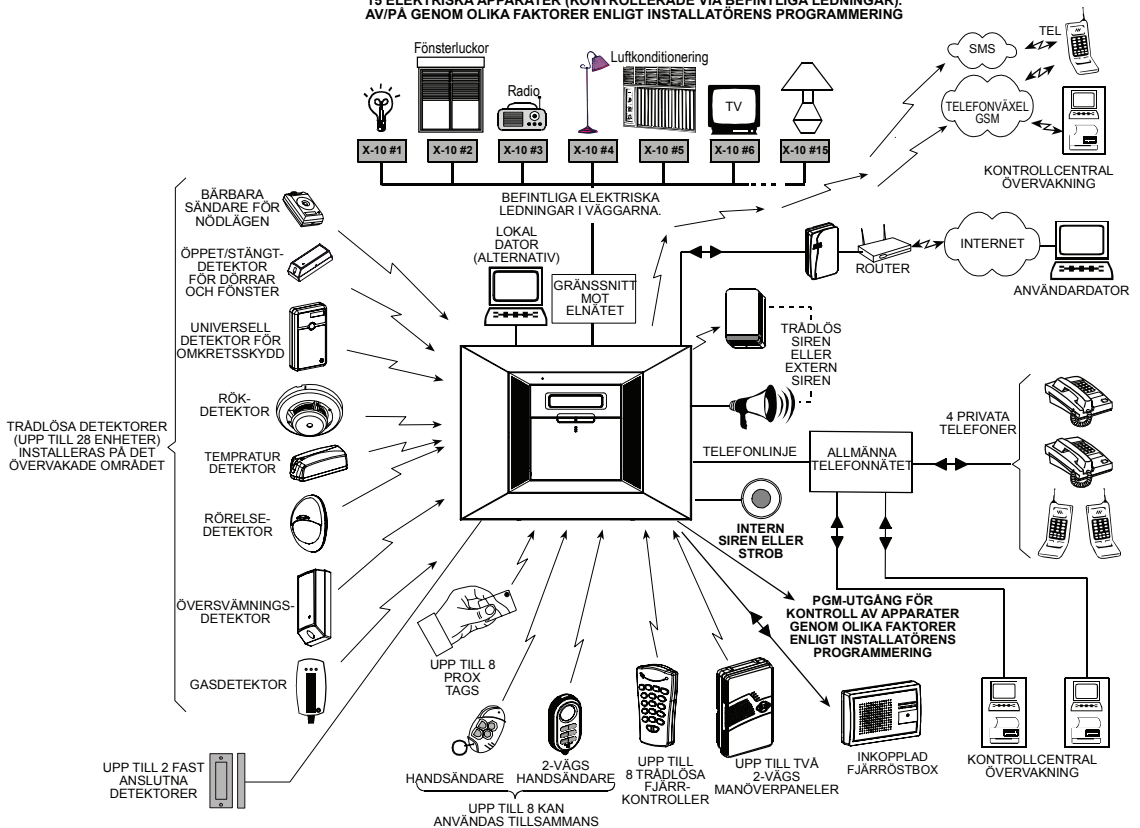 15 ELEKTRISKA APPARATER (KONTROLLERADE VIA BEFINTLIGA LEDNINGAR).
AV/PÅ GENOM OLIKA FAKTORER ENLIGT INSTALLATÖRENS PROGRAMMERING
Fönsterluckor
Radio
Luftkonditionering
TV
X-10 #1
X-10 #2
X-10 #3
X-10 #4
X-10 #5
X-10 #6
X-10 #15
BEFINTLIGA ELEKTRISKA
LEDNINGAR I VÄGGARNA.
SMS
TEL
TELEFONVÄXEL
GSM
KONTROLLCENTRAL
ÖVERVAKNING
ROUTER
INTERNET
ANVÄNDARDATOR
LOKAL
DATOR
(ALTERNATIV)
GRÄNSSNITT
MOT
ELNÄTET
TRÅDLÖS
SIREN
ELLER
EXTERN
SIREN
TRÅDLÖSA DETEKTORER
(UPP TILL 28 ENHETER)
INSTALLERAS PÅ DET
ÖVERVAKADE OMRÅDET
BÄRBARA
SÄNDARE FÖR
NÖDLÄGEN
ÖPPET/STÄNGT-
DETEKTOR
FÖR DÖRRAR
OCH FÖNSTER
UNIVERSELL
DETEKTOR FÖR
OMKRETSSKYDD
RÖK-
DETEKTOR
TEMPRATUR
DETEKTOR
RÖRELSE-
DETEKTOR
ÖVERSVÄMNINGS-
DETEKTOR
GASDETEKTOR
UPP TILL 2 FAST
ANSLUTNA
DETEKTORER
TELEFONLINJE
ALLMÄNNA
TELEFONNÄTET
4 PRIVATA
TELEFONER
INTERN
SIREN ELLER
STROB
PGM-UTGÅNG FÖR
KONTROLL AV APPARATER
GENOM OLIKA FAKTORER
ENLIGT INSTALLATÖRENS
PROGRAMMERING
UPP TILL 8
PROX
TAGS
HANDSÄNDARE
2-VÄGS
HANDSÄNDARE
UPP TILL 8 KAN
ANVÄNDAS TILLSAMMANS
UPP TILL
8 TRÅDLÖSA
FJÄRR-
KONTROLLER
UPP TILL TVÅ
2-VÄGS
MANÖVERPANELER
INKOPPLAD
FJÄRRÖSTBOX
KONTROLLCENTRAL
ÖVERVAKNING